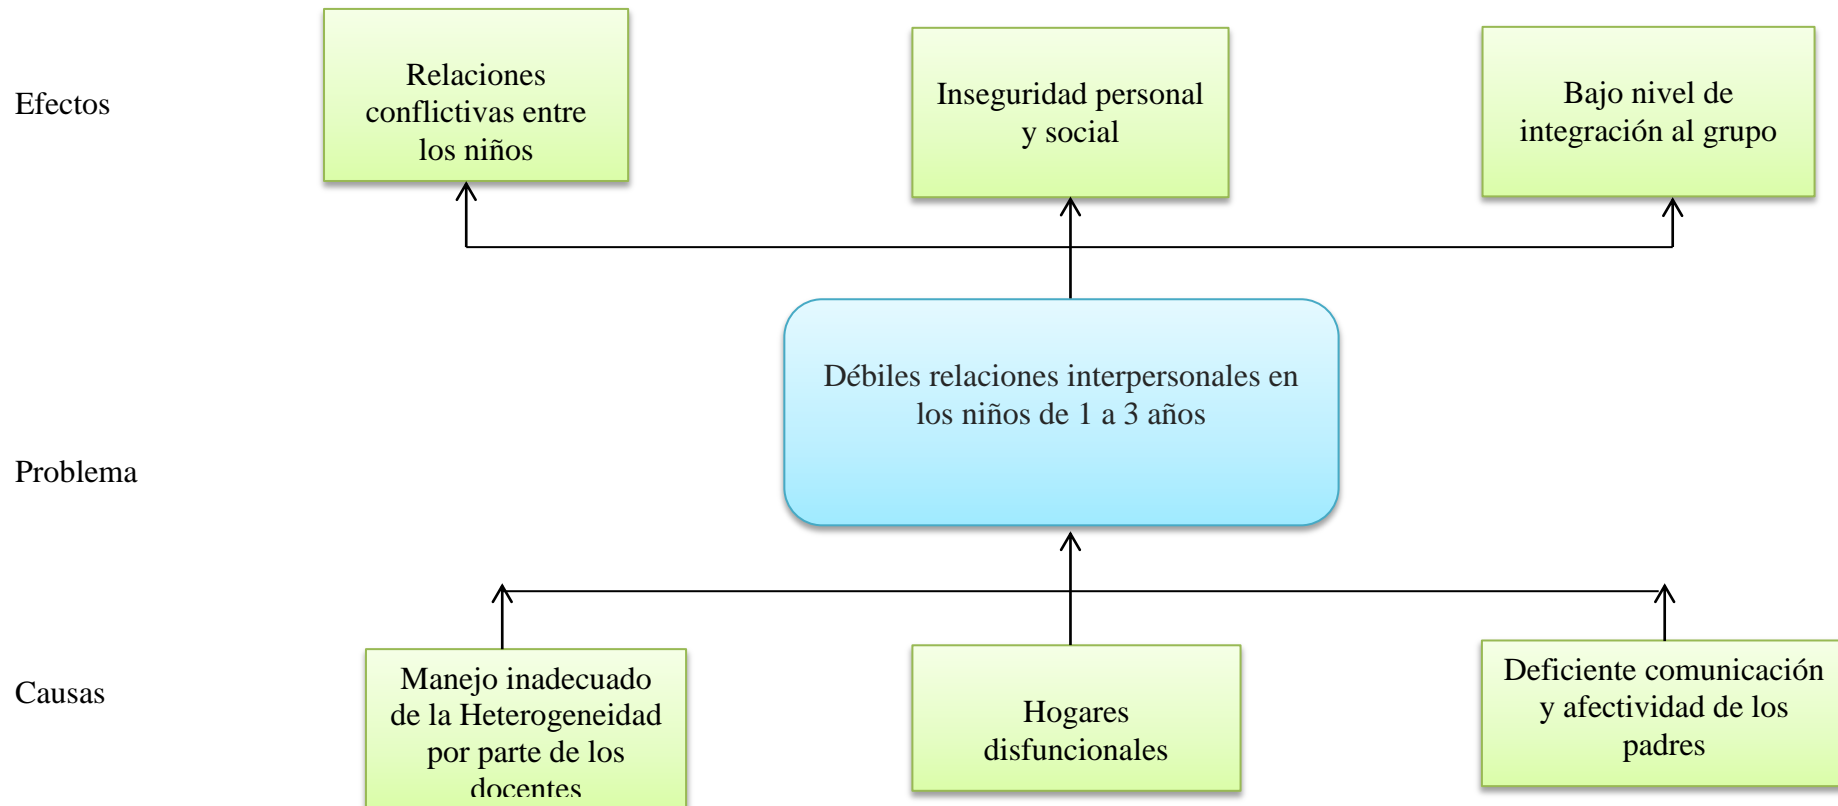 Efectos
Relaciones
conflictivas entre
los niños
Inseguridad personal
y social
Bajo nivel de
integración al grupo
Problema
Débiles relaciones interpersonales en
los niños de 1 a 3 años
Causas
Manejo inadecuado
de la Heterogeneidad
por parte de los
docentes
Hogares
disfuncionales
Deficiente comunicación
y afectividad de los
padres